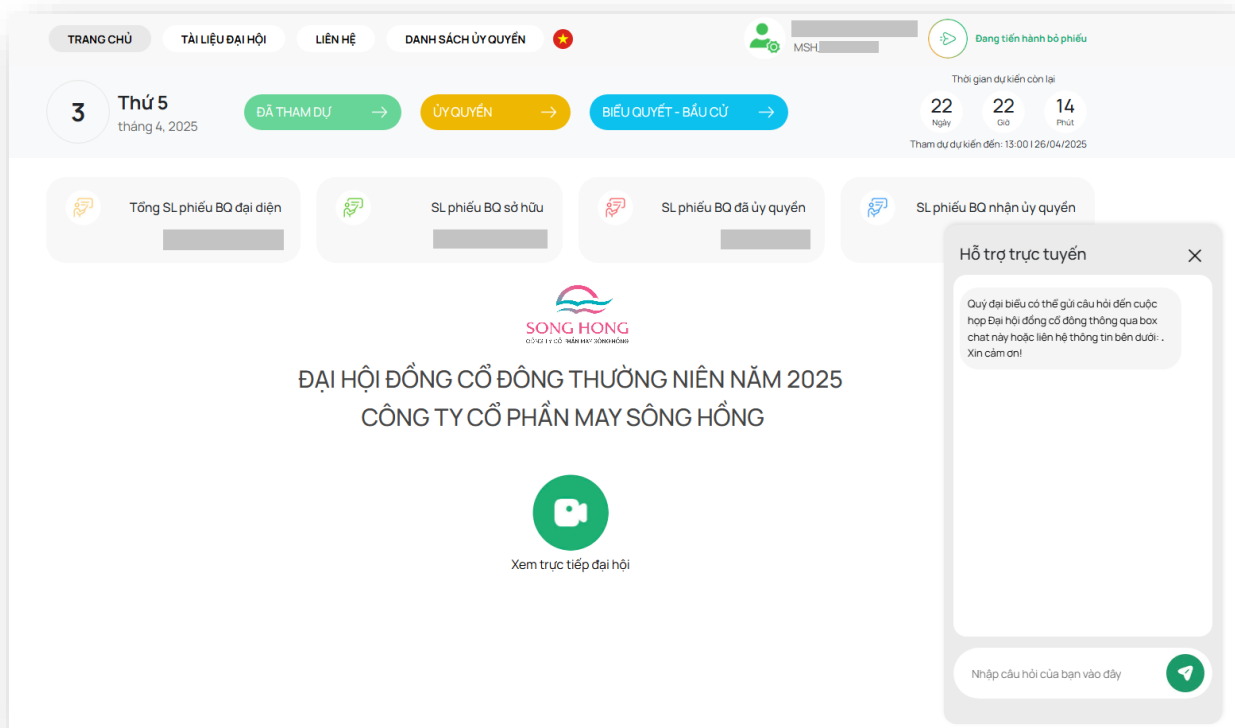 TRANG CHỦ
TÀI LIỆU ĐẠI HỘI
LIÊN HỆ
DANH SÁCH ỦY QUYỀN
MSH
Đang tiến hành bỏ phiếu
3
Thứ 5
tháng 4, 2025
ĐÃ THAM DỰ
ỦY QUYỀN
BIỂU QUYẾT - BẦU CỬ
Thời gian dự kiến còn lại
22 22 14
Ngày Giờ Phút
Tham dự dự kiến đến: 13:00 | 26/04/2025
Tổng SL phiếu BQ đại diện
SL phiếu BQ sở hữu
SL phiếu BQ đã ủy quyền
SL phiếu BQ nhận ủy quyền
SONG HONG
CÔNG TY CỔ PHẦN MAY SÔNG HỒNG
ĐẠI HỘI ĐỒNG CỔ ĐÔNG THƯỜNG NIÊN NĂM 2025
CÔNG TY CỔ PHẦN MAY SÔNG HỒNG
Xem trực tiếp đại hội
Hỗ trợ trực tuyến
Quý đại biểu có thể gửi câu hỏi đến cuộc
họp Đại hội đồng cổ đông thông qua box
chat này hoặc liên hệ thông tin bên dưới: .
Xin cảm ơn!
Nhập câu hỏi của bạn vào đây